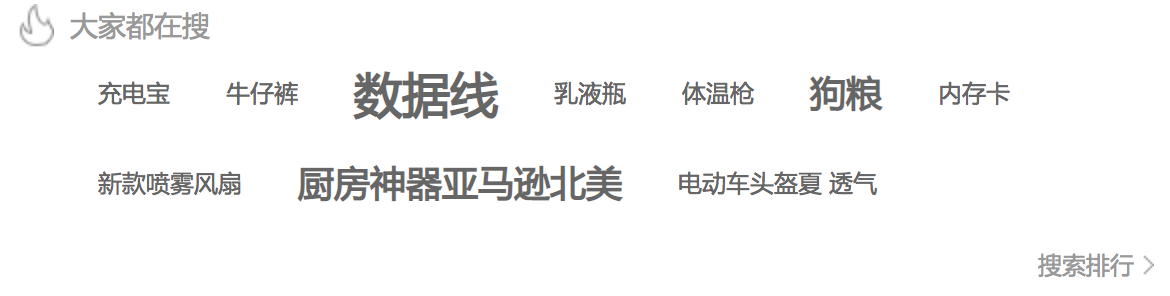 大家都在搜
充电宝 牛仔裤 数据线 乳液瓶 体温枪 狗粮 内存卡
新款喷雾风扇 厨房神器亚马逊北美 电动车头盔夏 透气
搜索排行